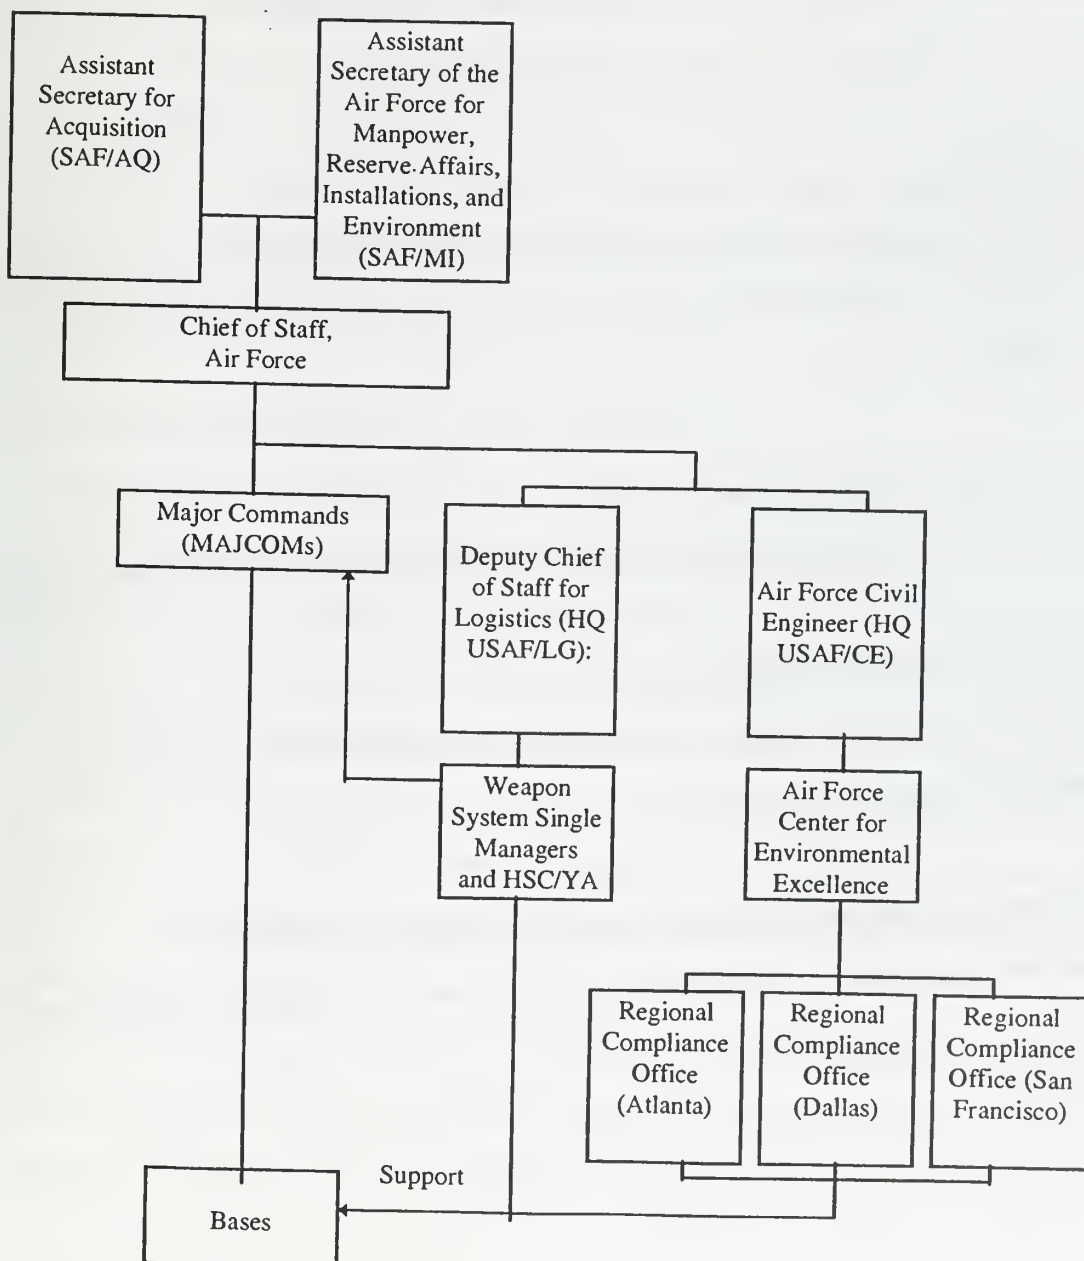 Assistant
Secretary for
Acquisition
(SAF/AQ)
Assistant
Secretary of the
Air Force for
Manpower,
Reserve Affairs,
Installations, and
Environment
(SAF/MI)
Chief of Staff,
Air Force
Major Commands
(MAJCOMs)
Deputy Chief
of Staff for
Logistics (HQ
USAF/LG):
Air Force Civil
Engineer (HQ
USAF/CE)
Weapon
System Single
Managers
and HSC/YA
Air Force
Center for
Environmental
Excellence
Regional
Compliance
Office
(Atlanta)
Regional
Compliance
Office
(Dallas)
Regional
Compliance
Office (San
Francisco)
Support
Bases